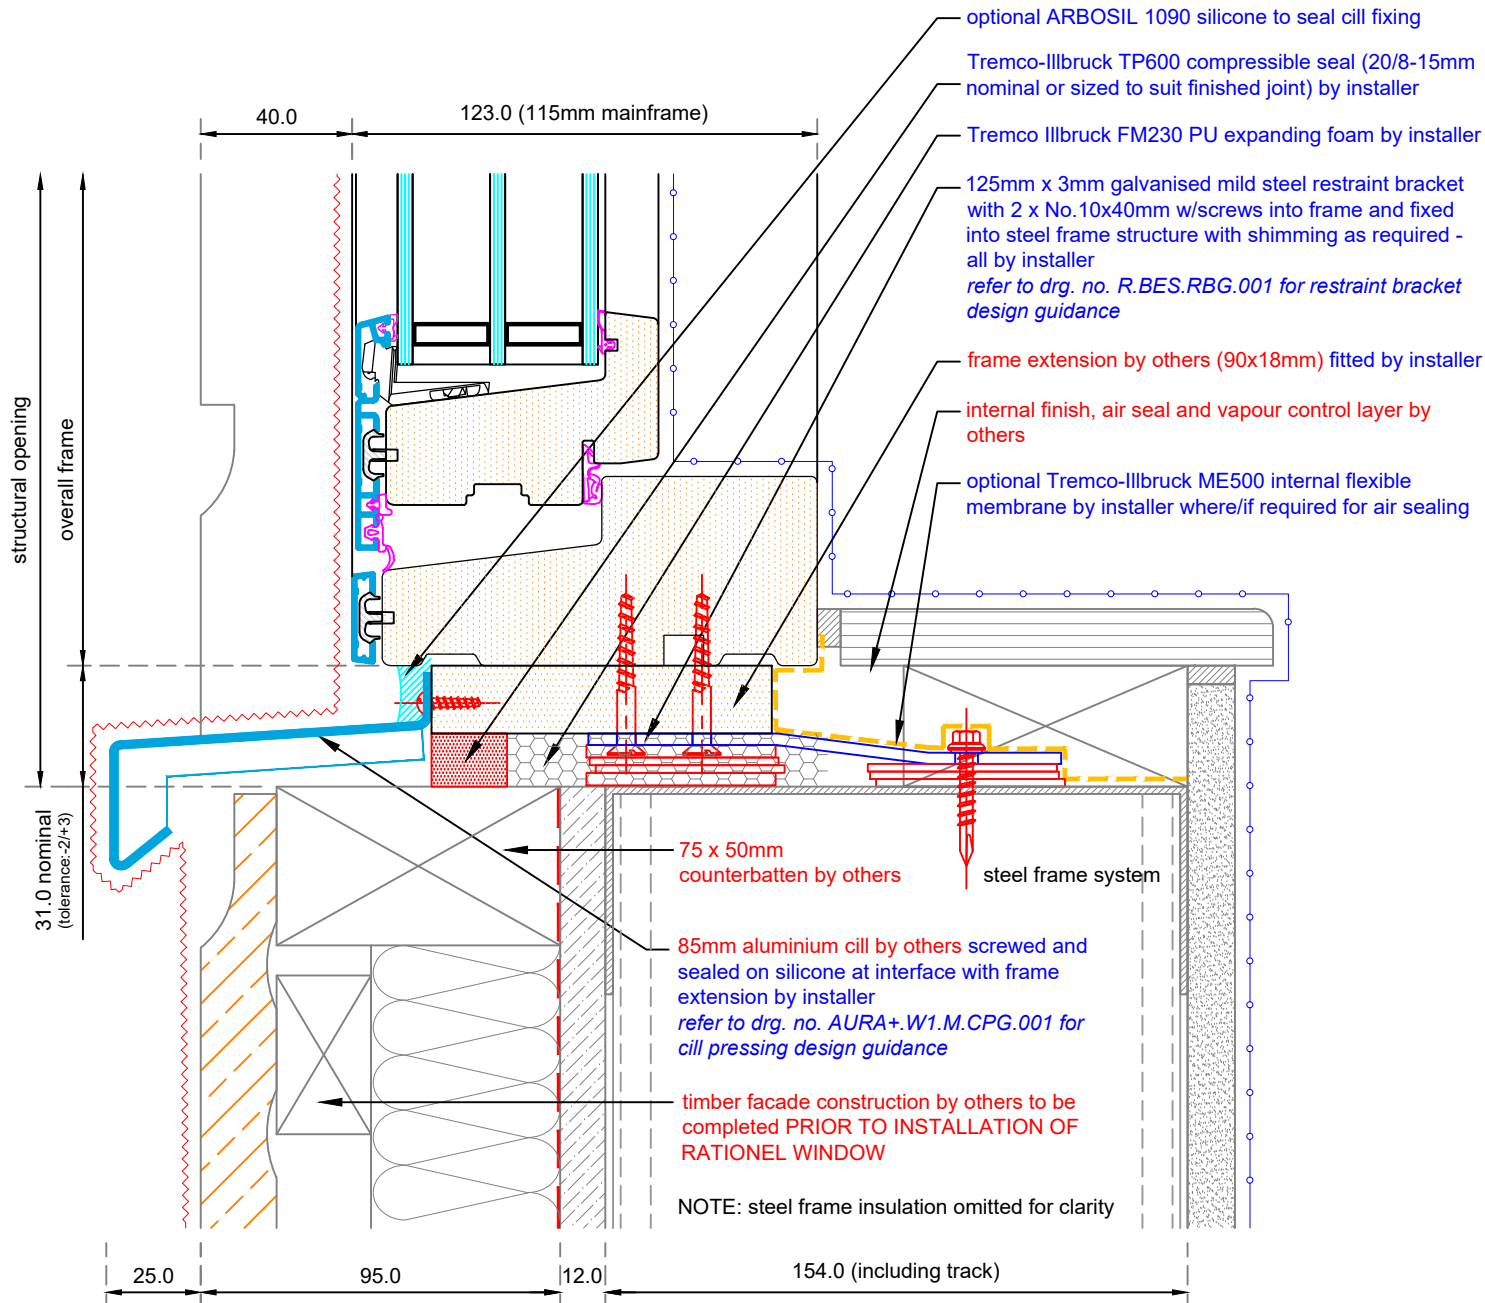 optional ARBOSIL 1090 silicone to seal cill fixing
Tremco-Illbruck TP600 compressible seal (20/8-15mm
nominal or sized to suit finished joint) by installer
40.0
123.0 (115mm mainframe)
Tremco Illbruck FM230 PU expanding foam by installer
125mm x 3mm galvanised mild steel restraint bracket
with 2 x No.10x40mm w/screws into frame and fixed
into steel frame structure with shimming as required -
all by installer
refer to drg. no. R.BES.RBG.001 for restraint bracket
design guidance
frame extension by others (90x18mm) fitted by installer
internal finish, air seal and vapour control layer by
others
optional Tremco-Illbruck ME500 internal flexible
membrane by installer where/if required for air sealing
structural opening
overall frame
31.0 nominal
(tolerance:-2/+3)
75 x 50mm
counterbatten by others
steel frame system
85mm aluminium cill by others screwed and
sealed on silicone at interface with frame
extension by installer
refer to drg. no. AURA+.W1.M.CPG.001 for
cill pressing design guidance
timber facade construction by others to be
completed PRIOR TO INSTALLATION OF
RATIONEL WINDOW
NOTE: steel frame insulation omitted for clarity
25.0
95.0
12.0
154.0 (including track)